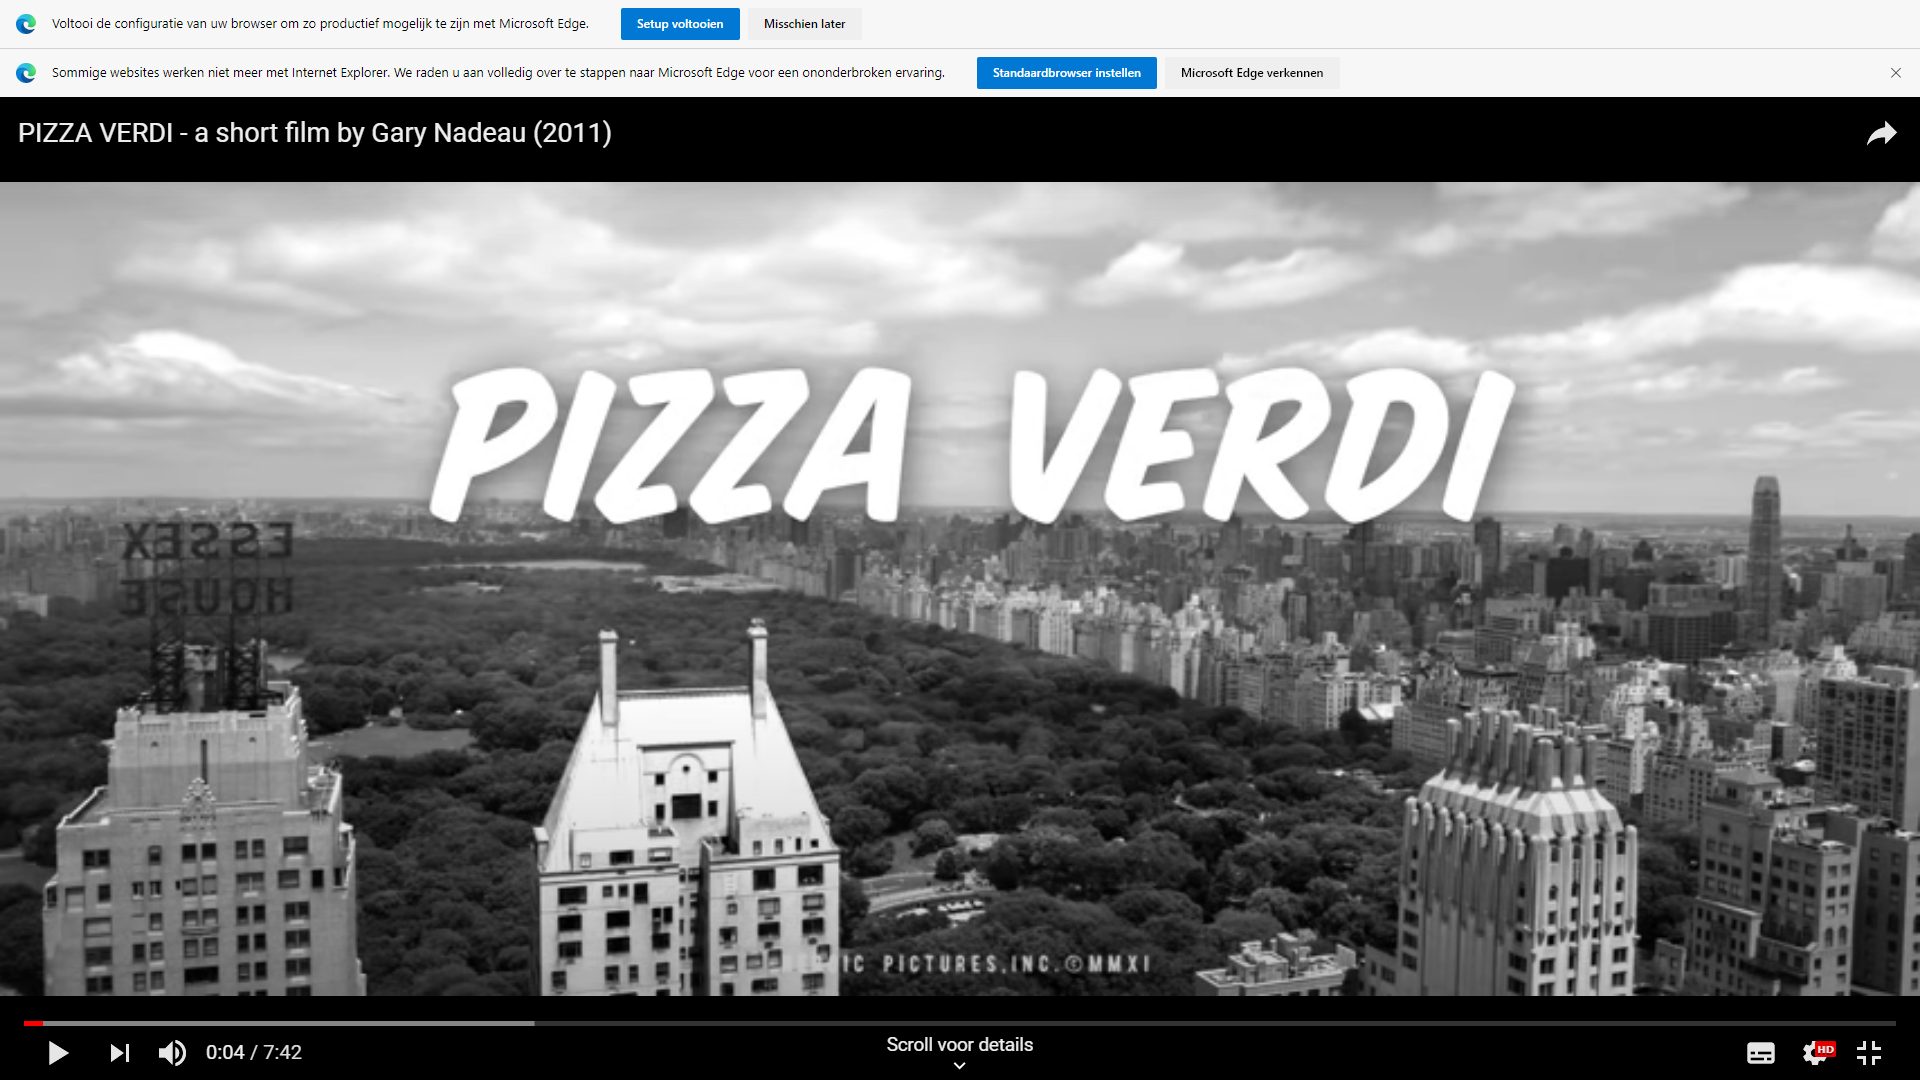 Voltooi de configuratie van uw browser om zo productief mogelijk te zijn met Microsoft Edge. Setup voltooien Misschien later
Sommige websites werken niet meer met Internet Explorer. We raden u aan volledig over te stappen naar Microsoft Edge voor een ononderbroken ervaring. Standaardbrowser instellen Microsoft Edge verkennen
PIZZA VERDI - a short film by Gary Nadeau (2011)
PIZZA VERDI
ESSEX
HOUSE
PICTURES, INC. © MMXI
0:04 / 7:42
Scroll voor details
HD